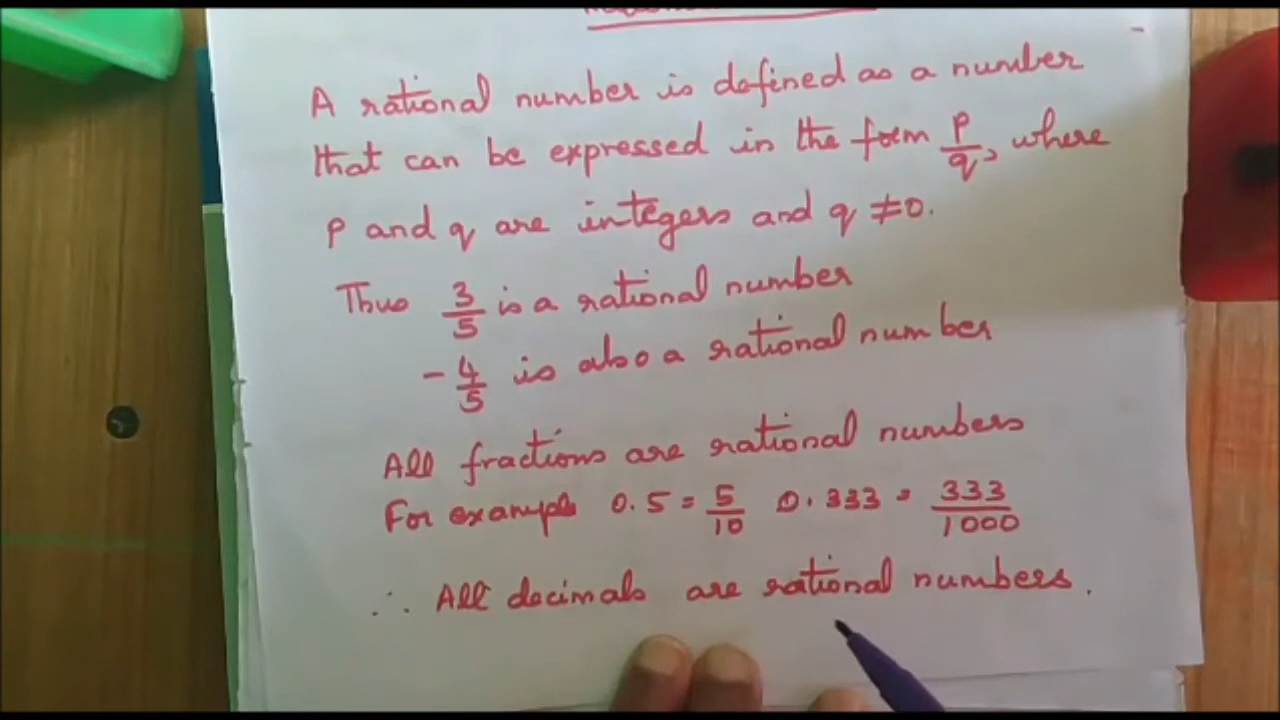 A rational number is defined as a number
that can be expressed in the form p/q, where
p and q are integers and q ≠0.
Thus 3/5 is a rational number
- 4/5 is also a rational number
All fractions are rational numbers
For example 0.5 = 5/10 0.333 = 333/1000
∴ All decimals are rational numbers.